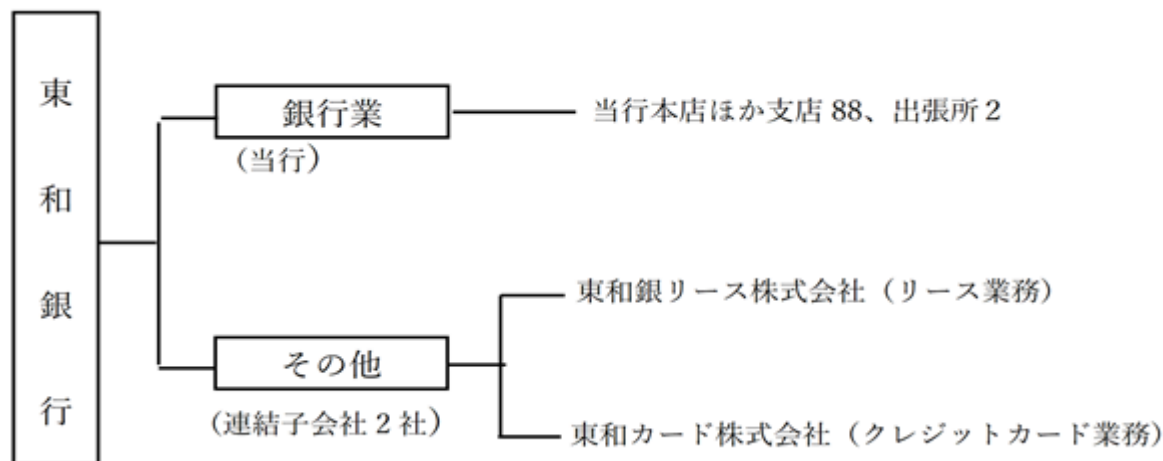 東和銀行
銀行業
(当行)
当行本店ほか支店 88、出張所 2
その他
(連結子会社 2 社)
東和銀リース株式会社（リース業務）
東和カード株式会社（クレジットカード業務）